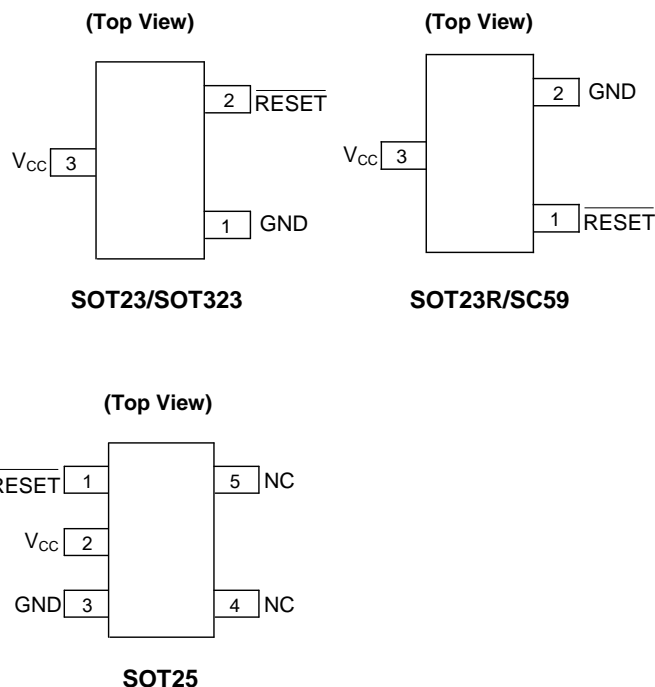 (Top View)
2 RESET
VCC 3
1 GND
SOT23/SOT323
(Top View)
2 GND
VCC 3
1 RESET
SOT23R/SC59
(Top View)
RESET 1
5 NC
VCC 2
GND 3
4 NC
SOT25